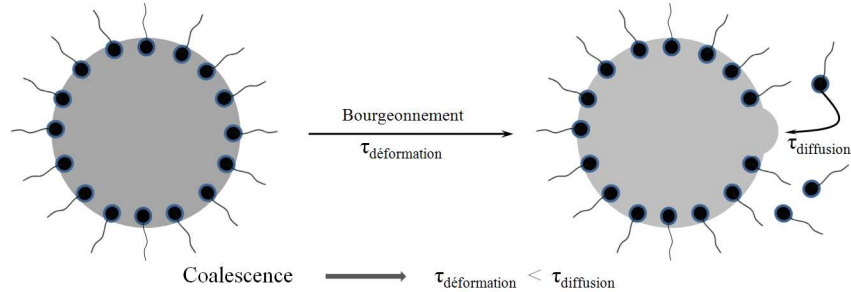 Bourgeonnement
τdéformation
τdiffusion
Coalescence τdéformation < τdiffusion